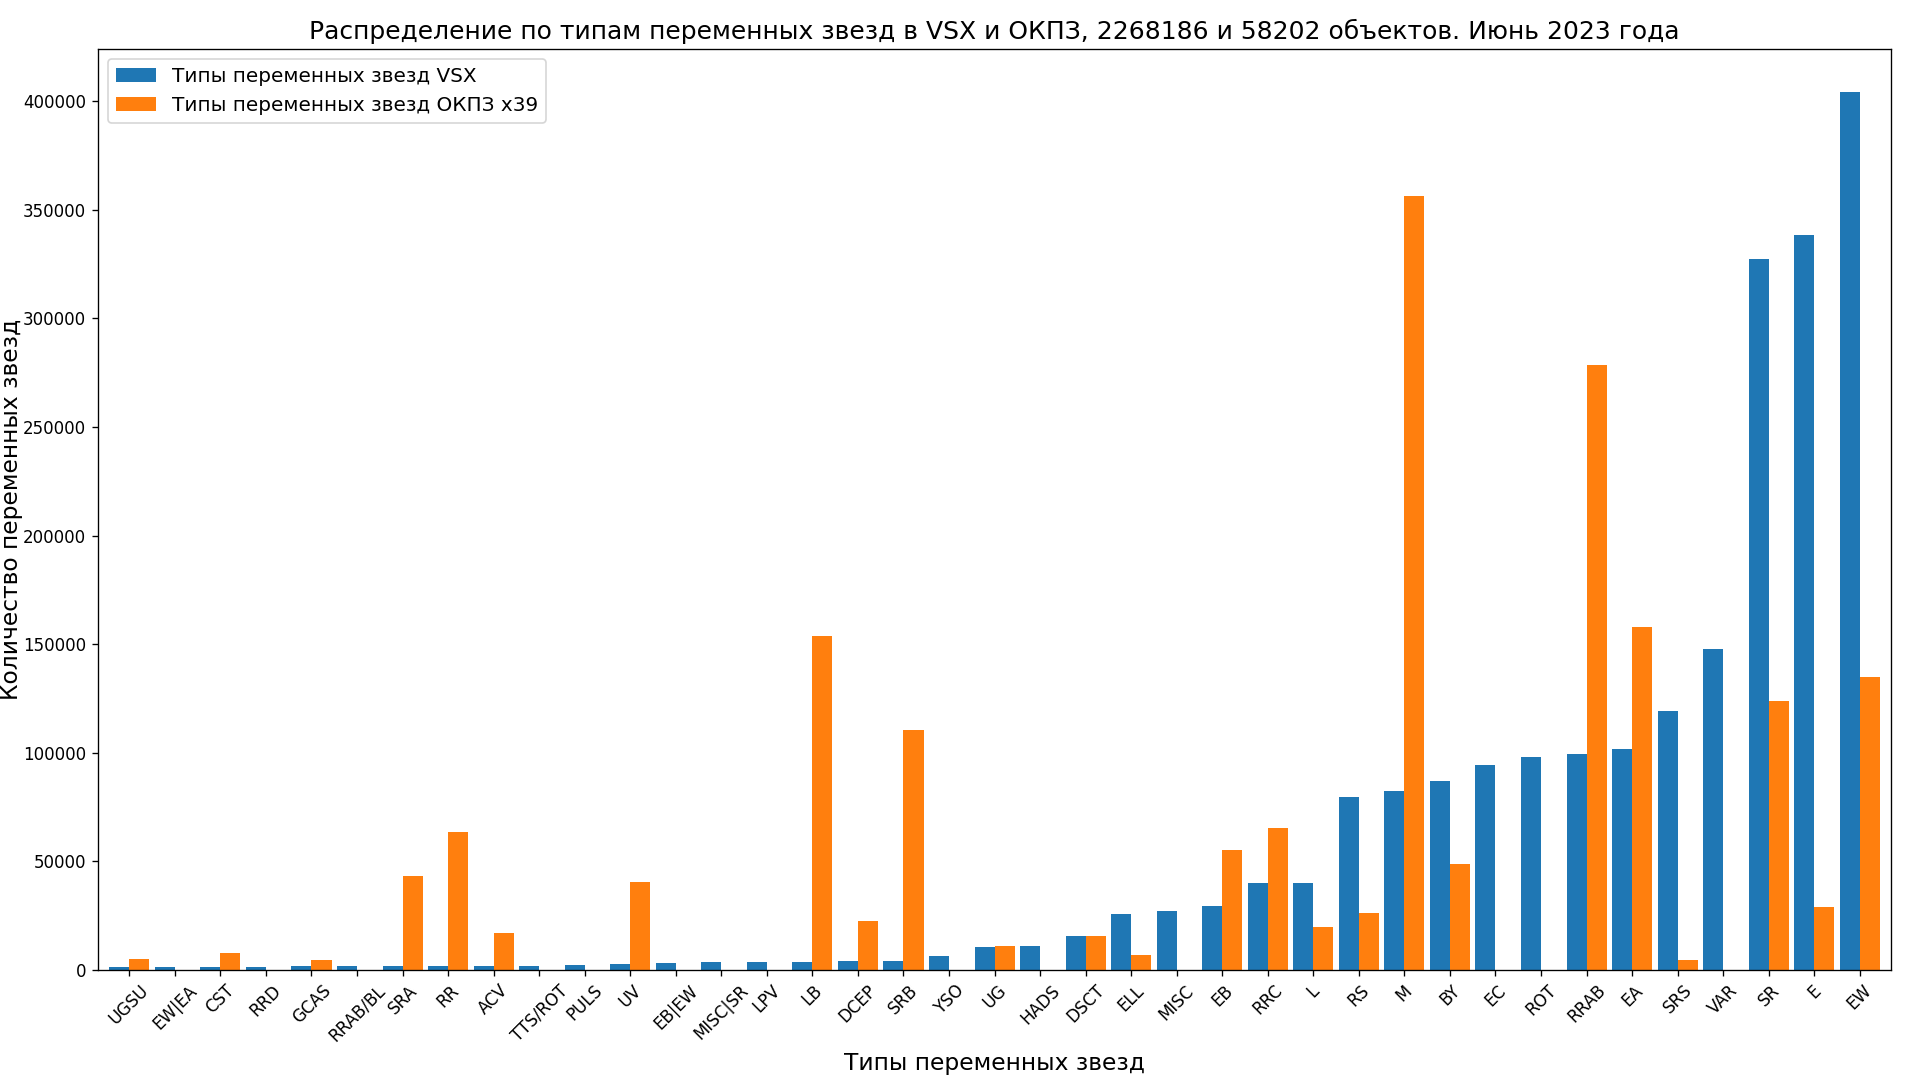 Распределение по типам переменных звезд в VSX и ОКПЗ, 2268186 и 58202 объектов. Июнь 2023 года
Типы переменных звезд VSX
Типы переменных звезд ОКПЗ x39
Количество переменных звезд
400000
350000
300000
250000
200000
150000
100000
50000
0
UGSU
EW|EA
CST
RRD
GCAS
RRAB/BL
SRA
RR
ACV
TTS/ROT
PULS
UV
EB|EW
MISC|SR
LPV
LB
DCEP
SRB
YSO
UG
HADS
DSCT
ELL
MISC
EB
RRC
L
RS
M
BY
EC
ROT
RRAB
EA
SRS
VAR
SR
E
EW
Типы переменных звезд